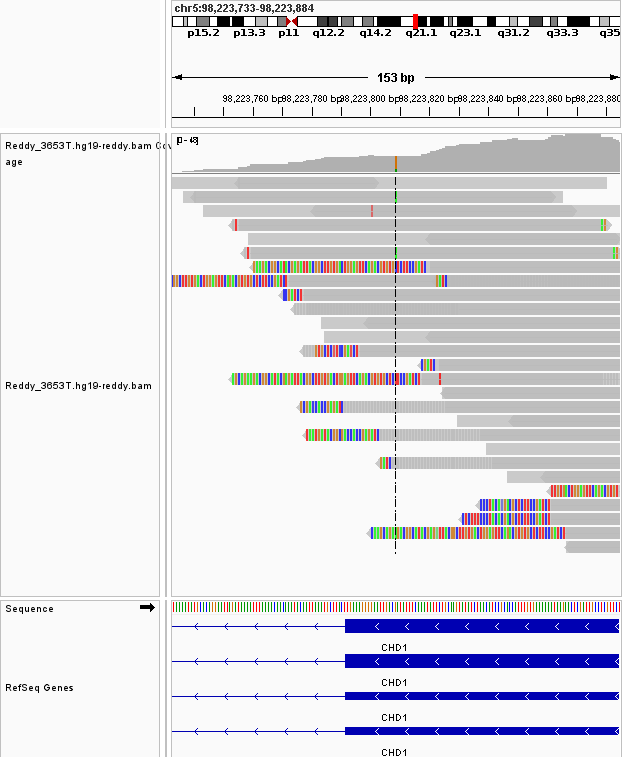 chr5:98,223,733-98,223,884
p15.2 p13.3 p11 q12.2 q14.2 q21.1 q23.1 q31.2 q33.3 q35
153 bp
98,223,760 bp 98,223,780 bp 98,223,800 bp 98,223,820 bp 98,223,840 bp 98,223,860 bp 98,223,880
Reddy_3653T.hg19-reddy.bam Cov
age
Reddy_3653T.hg19-reddy.bam
Sequence
CHD1
CHD1
RefSeq Genes
CHD1
CHD1